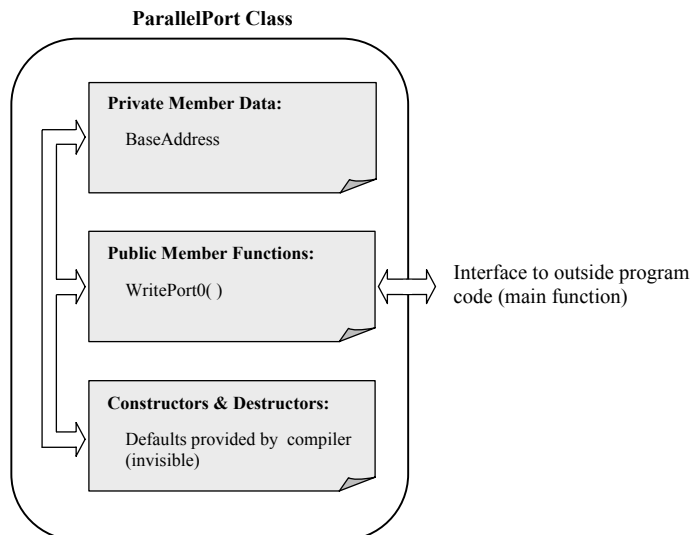 ParallelPort Class
Private Member Data:
BaseAddress
Public Member Functions:
WritePort0( )
Interface to outside program
code (main function)
Constructors & Destructors:
Defaults provided by compiler
(invisible)